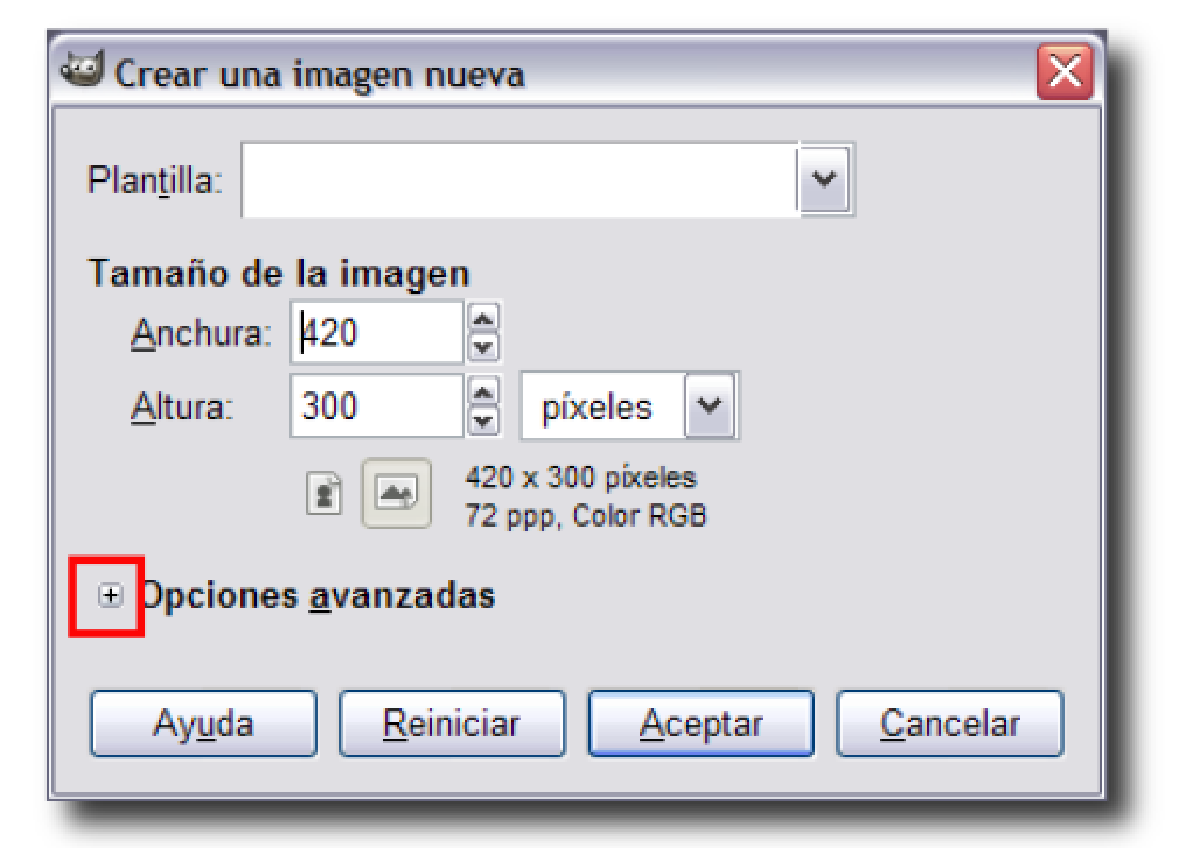 Crear una imagen nueva
Plantilla:
Tamaño de la imagen
Anchura: 420
Altura: 300 píxeles
420 x 300 píxeles
72 ppp, Color RGB
Opciones avanzadas
Ayuda Reiniciar Aceptar Cancelar